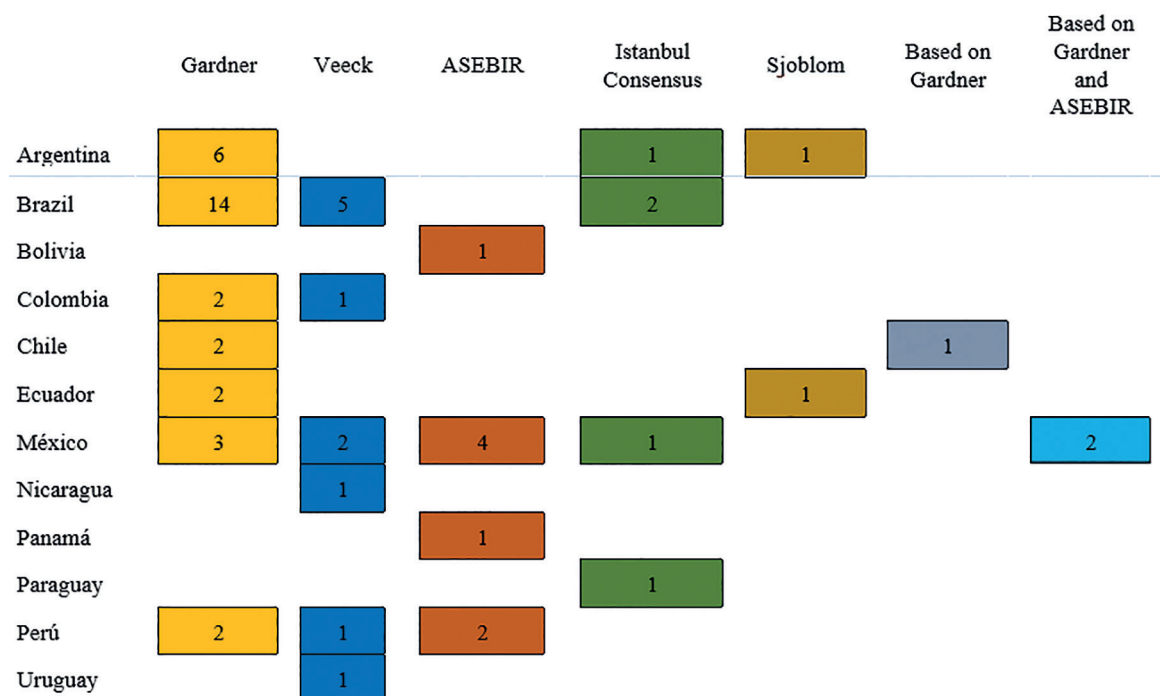 Gardner Veeck ASEBIR Istanbul Consensus Sjoblom Based on Gardner Based on Gardner and ASEBIR
Argentina 6 1 1
Brazil 14 5 2
Bolivia 1
Colombia 2 1
Chile 2 1
Ecuador 2 1
México 3 2 4 1 2
Nicaragua 1
Panamá 1
Paraguay 1
Perú 2 1 2
Uruguay 1